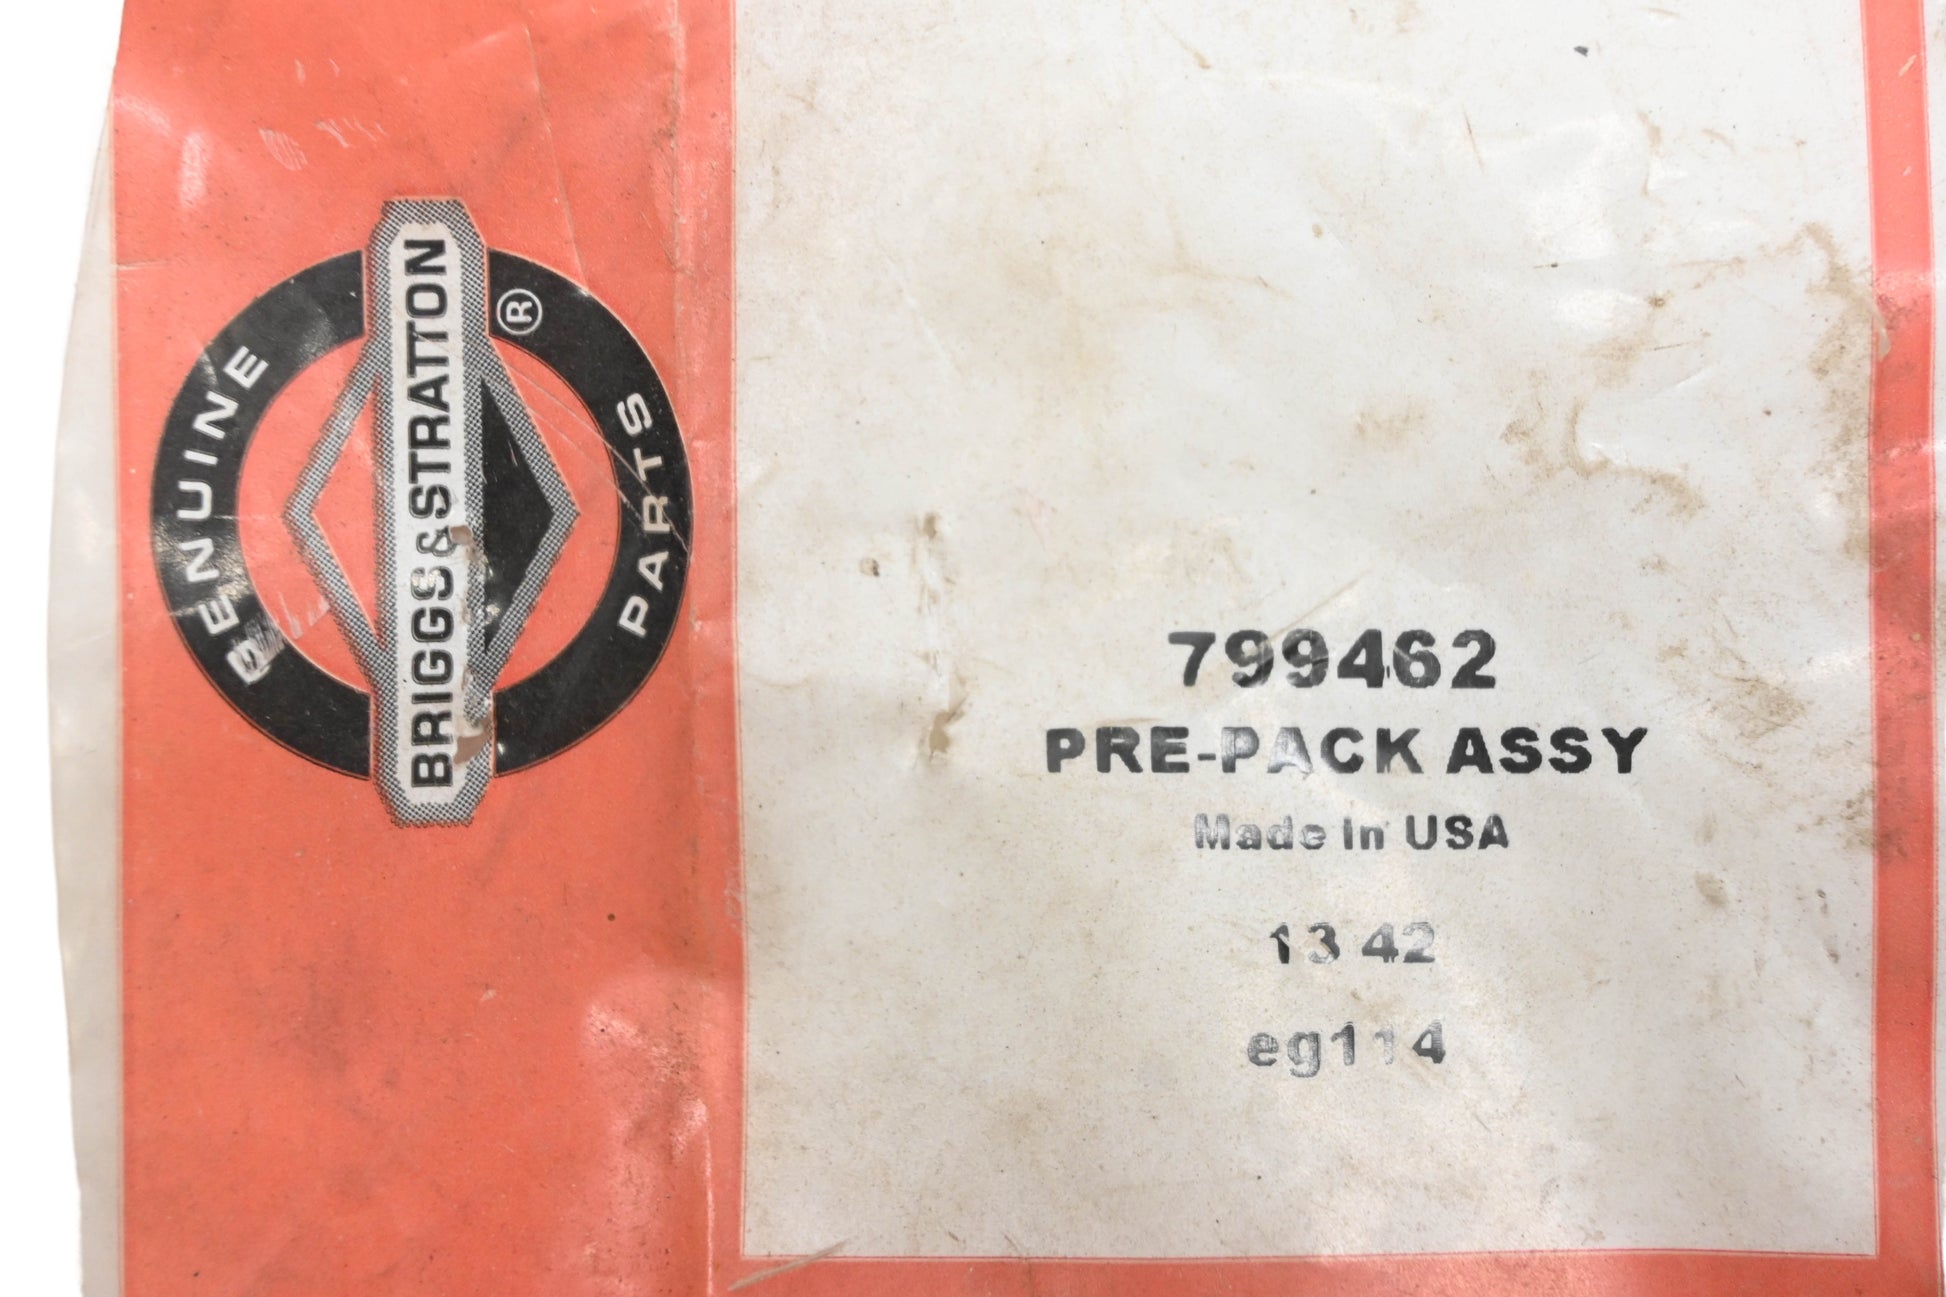 GENUINE
BRIGGS&STRATTON
®
PARTS
799462
PRE-PACK ASSY
Made In USA
13 42
eg114